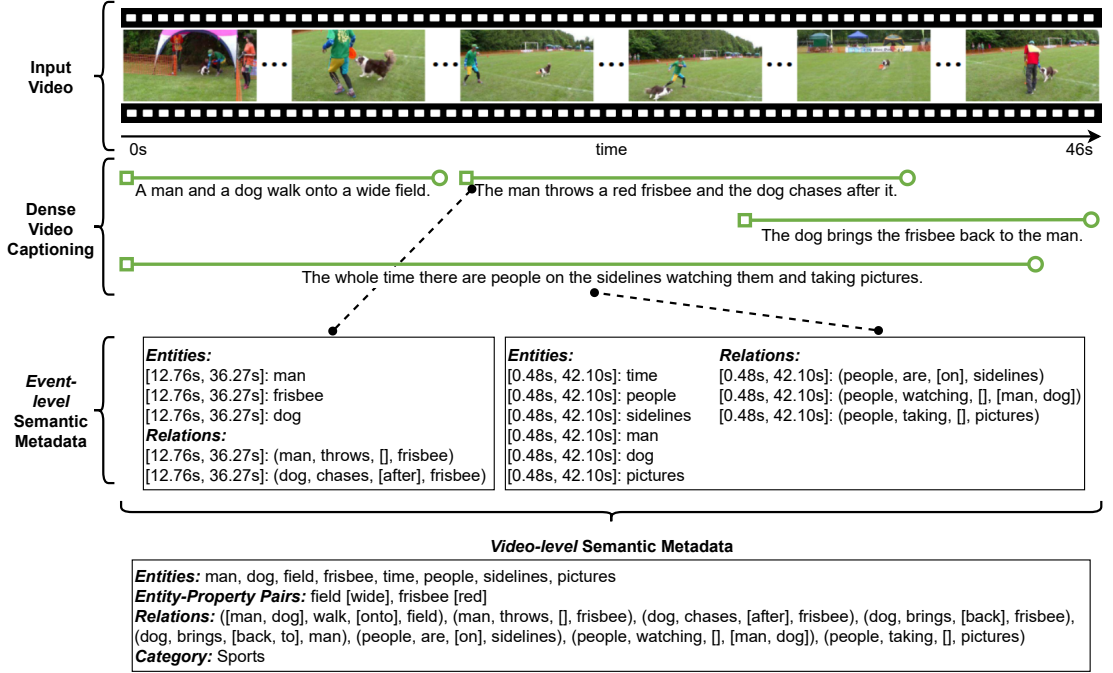 Input
Video
0s
time
46s
Dense
Video
Captioning
A man and a dog walk onto a wide field.
The man throws a red frisbee and the dog chases after it.
The dog brings the frisbee back to the man.
The whole time there are people on the sidelines watching them and taking pictures.
Event-
level
Semantic
Metadata
Entities:
[12.76s, 36.27s]: man
[12.76s, 36.27s]: frisbee
[12.76s, 36.27s]: dog
Relations:
[12.76s, 36.27s]: (man, throws, [], frisbee)
[12.76s, 36.27s]: (dog, chases, [after], frisbee)
Entities:
[0.48s, 42.10s]: time
[0.48s, 42.10s]: people
[0.48s, 42.10s]: sidelines
[0.48s, 42.10s]: man
[0.48s, 42.10s]: dog
[0.48s, 42.10s]: pictures
Relations:
[0.48s, 42.10s]: (people, are, [on], sidelines)
[0.48s, 42.10s]: (people, watching, [], [man, dog])
[0.48s, 42.10s]: (people, taking, [], pictures)
Video-level Semantic Metadata
Entities: man, dog, field, frisbee, time, people, sidelines, pictures
Entity-Property Pairs: field [wide], frisbee [red]
Relations: ([man, dog], walk, [onto], field), (man, throws, [], frisbee), (dog, chases, [after], frisbee), (dog, brings, [back], frisbee),
(dog, brings, [back, to], man), (people, are, [on], sidelines), (people, watching, [], [man, dog]), (people, taking, [], pictures)
Category: Sports